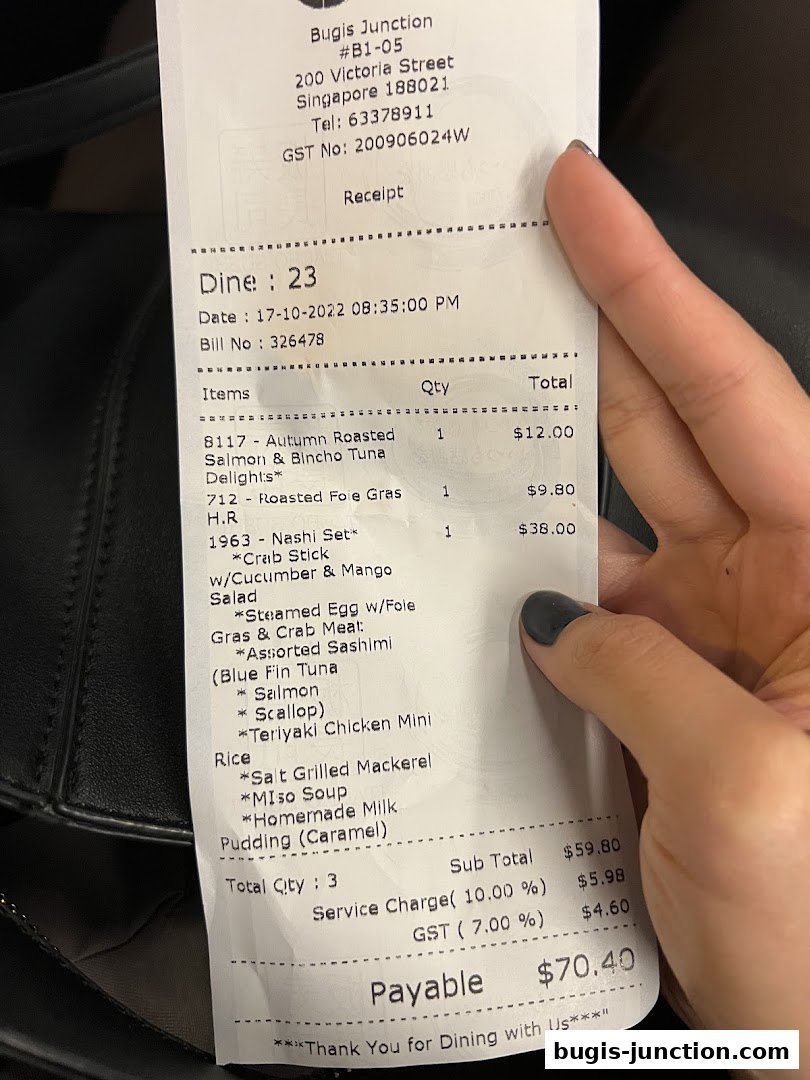 Bugis Junction
#B1-05
200 Victoria Street
Singapore 188021
Tel: 63378911
GST No: 200906024W
Receipt
Dine : 23
Date : 17-10-2022 08:35:00 PM
Bill No : 326478
Items Qty Total
8117 - Autumn Roasted 1 $12.00
Salmon & Bincho Tuna
Delights*
712 - Roasted Foie Gras 1 $9.80
H.R
1963 - Nashi Set* 1 $38.00
*Crab Stick
w/Cucumber & Mango
Salad
*Steamed Egg w/Foie
Gras & Crab Meat
*Assorted Sashimi
(Blue Fin Tuna
* Salmon
* Scallop)
*Teriyaki Chicken Mini
Rice
*Salt Grilled Mackerel
*MIso Soup
*Homemade Milk
Pudding (Caramel)
Total Qty : 3 Sub Total $59.80
Service Charge( 10.00 %) $5.98
GST ( 7.00 %) $4.60
Payable $70.40
***Thank You for Dining with Us***"
bugis-junction.com